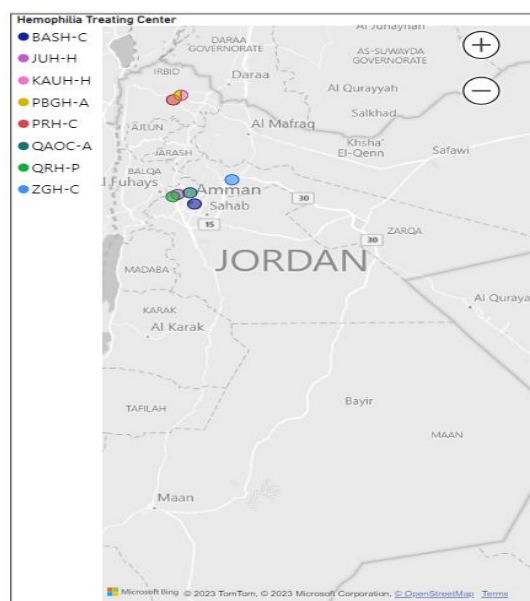 Hemophilia Treating Center
BASH-C
JUH-H
KAUH-H
PBGH-A
PRH-C
QAOC-A
QRH-P
ZGH-C
Al Juhaynah
DARAA
GOVERNORATE
AS-SUWAYDA
GOVERNORATE
IRBID
Daraa
Al Qurayyah
Salkhad
AJLUN
Al Mafraq
Khsha'
El-Qenn
Safawi
JARASH
BALQA
l Fuhays
Amman
Sahab
30
15
30
ZARQA
JORDAN
MADABA
KARAK
Al Karak
Al Quraya
TAFILAH
Bayir
MAAN
Maan
Microsoft Bing © 2023 TomTom, © 2023 Microsoft Corporation, © OpenStreetMap Terms